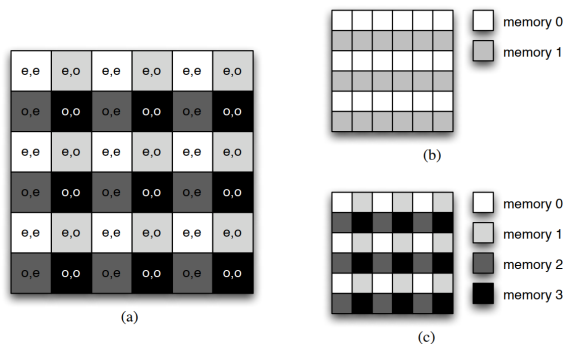 e,e e,o e,e e,o e,e e,o
o,e o,o o,e o,o o,e o,o
e,e e,o e,e e,o e,e e,o
o,e o,o o,e o,o o,e o,o
e,e e,o e,e e,o e,e e,o
o,e o,o o,e o,o o,e o,o
(a)
memory 0
memory 1
(b)
memory 0
memory 1
memory 2
memory 3
(c)